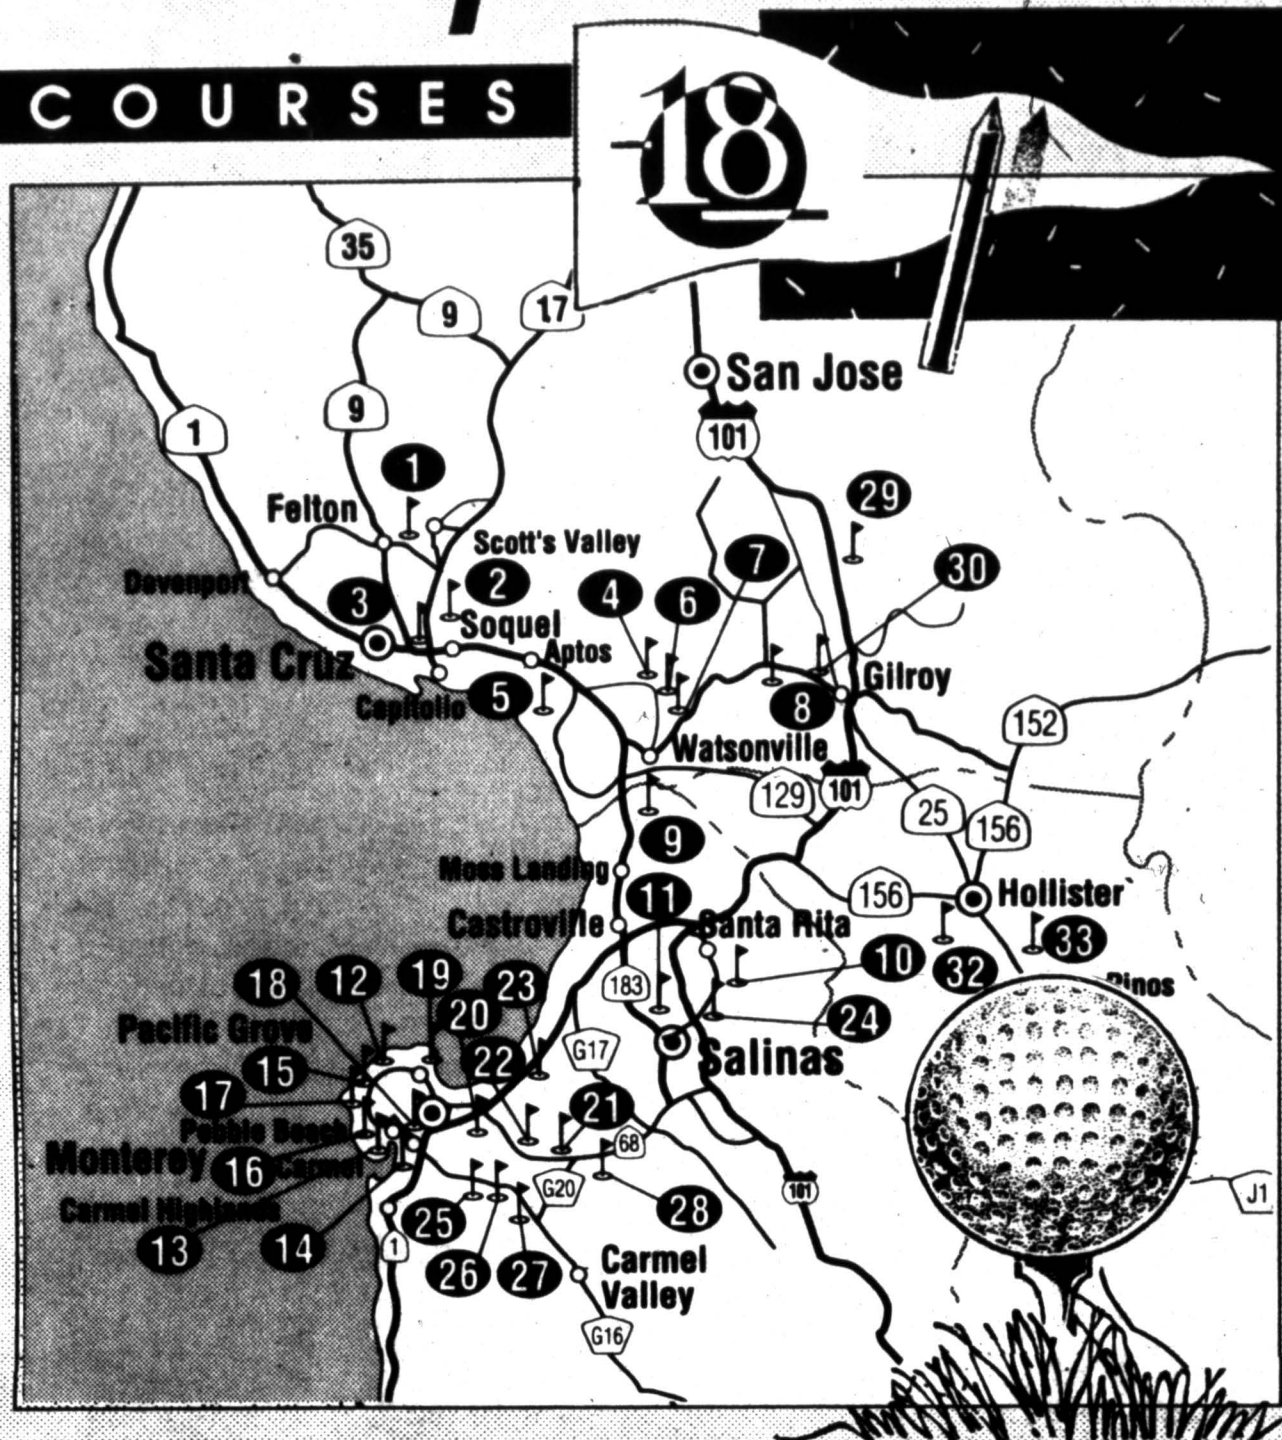 COURSES
18
35
9
17
San Jose
9
1
101
1
29
Felton
Scott's Valley
7
30
Devenport
2
4
6
3
Soquel
Aptos
Santa Cruz
5
Gilroy
Capitolio
8
152
Watsonville
129
101
25
156
9
Moss Landing
11
156
Hollister
Castroville
Santa Rita
33
18
12
19
23
183
10
32
Pinos
20
24
Pacific Grove
15
22
G17
Salinas
17
21
Pebble Beach
68
Monterey
16
Carmel
G20
101
J1
Carmel Highlands
25
28
13
14
1
26
27
Carmel
Valley
G16